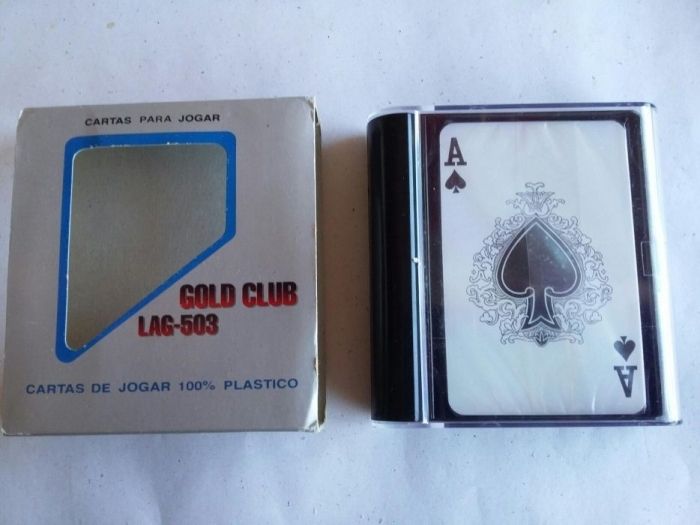 CARTAS PARA JOGAR
GOLD CLUB
LAG-503
CARTAS DE JOGAR 100% PLASTICO
A
A